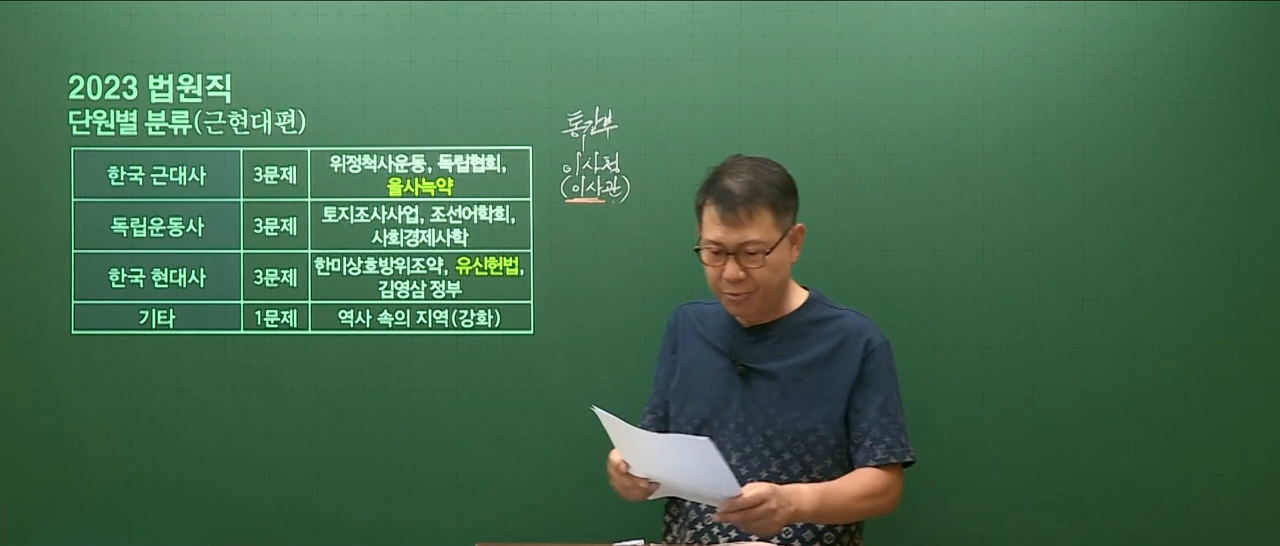 2023 법원직
단원별 분류(근현대편)
한국 근대사 3문제 위정척사운동, 독립협회,
을사늑약
독립운동사 3문제 토지조사사업, 조선어학회,
사회경제사학
한국 현대사 3문제 한미상호방위조약, 유신헌법,
김영삼 정부
기타 1문제 역사 속의 지역(강화)
통감부
이사청
(이사관)